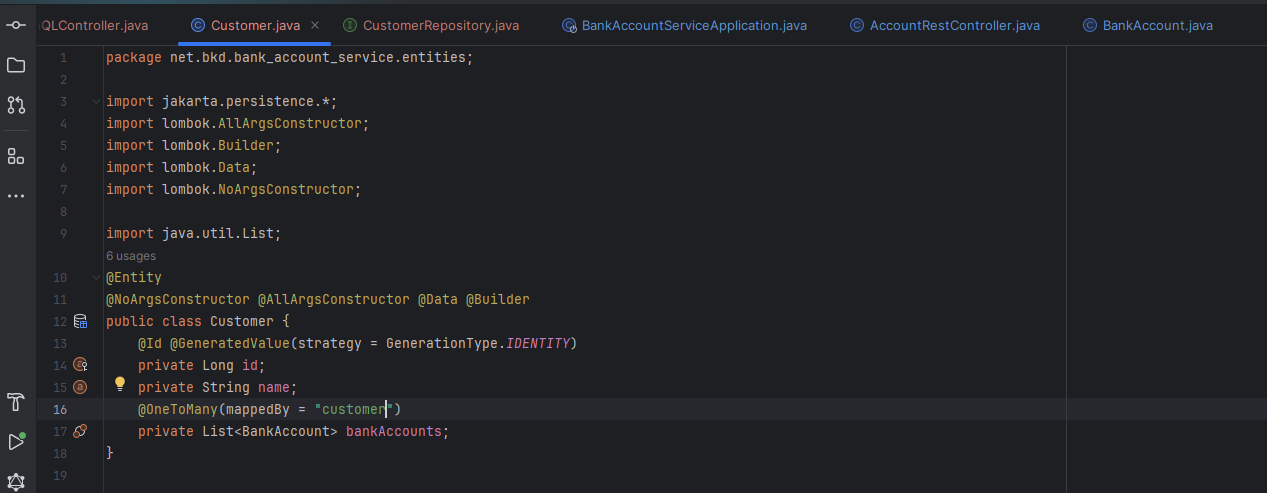 QLController.java Customer.java × CustomerRepository.java BankAccountServiceApplication.java AccountRestController.java BankAccount.java
1 package net.bkd.bank_account_service.entities;
2
3 import jakarta.persistence.*;
4 import lombok.AllArgsConstructor;
5 import lombok.Builder;
6 import lombok.Data;
7 import lombok.NoArgsConstructor;
8
9 import java.util.List;
6 usages
10 @Entity
11 @NoArgsConstructor @AllArgsConstructor @Data @Builder
12 public class Customer {
13 @Id @GeneratedValue(strategy = GenerationType.IDENTITY)
14 private Long id;
15 private String name;
16 @OneToMany(mappedBy = "customer")
17 private List<BankAccount> bankAccounts;
18 }
19